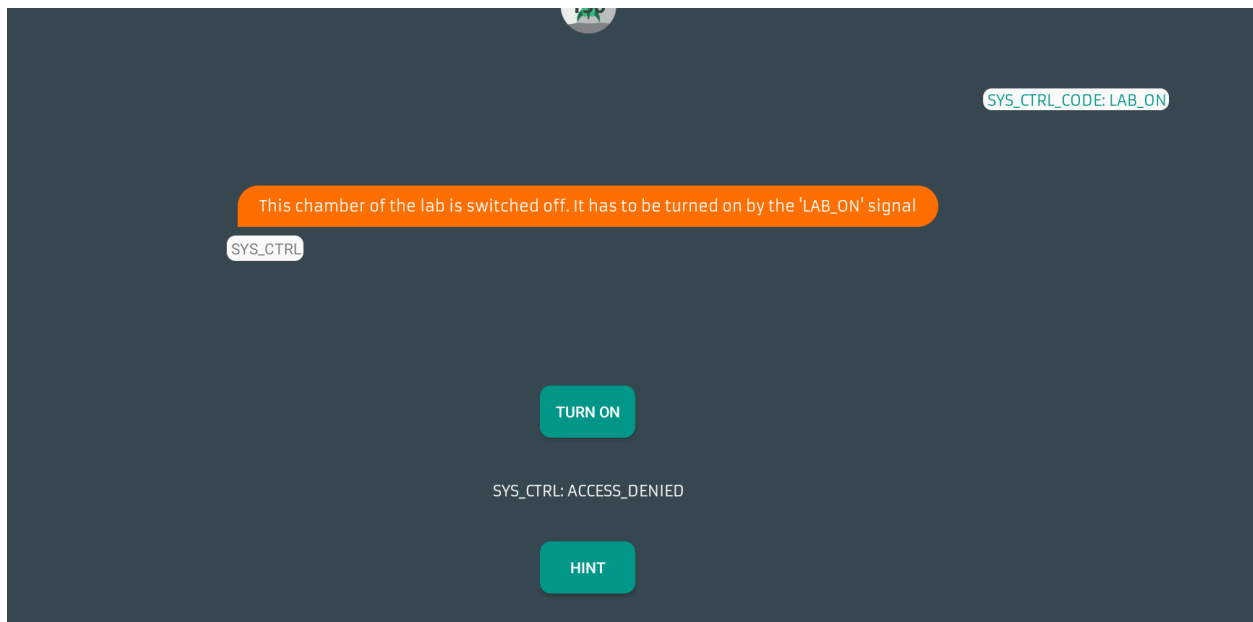 SYS_CTRL_CODE: LAB_ON
This chamber of the lab is switched off. It has to be turned on by the 'LAB_ON' signal
SYS_CTRL
TURN ON
SYS_CTRL: ACCESS_DENIED
HINT